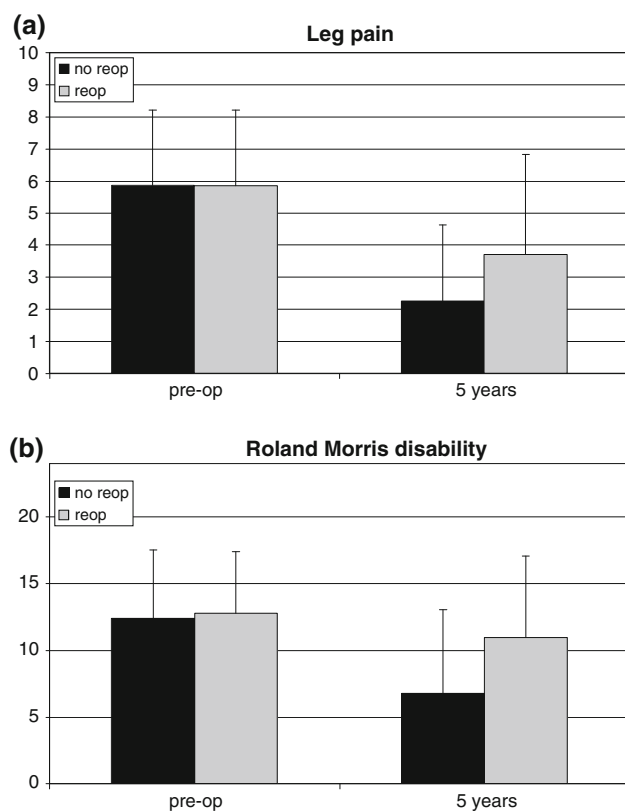 (a)
Leg pain
10
9
8
7
6
5
4
3
2
1
0
no reop
reop
pre-op 5 years
(b)
Roland Morris disability
20
15
10
5
0
no reop
reop
pre-op 5 years